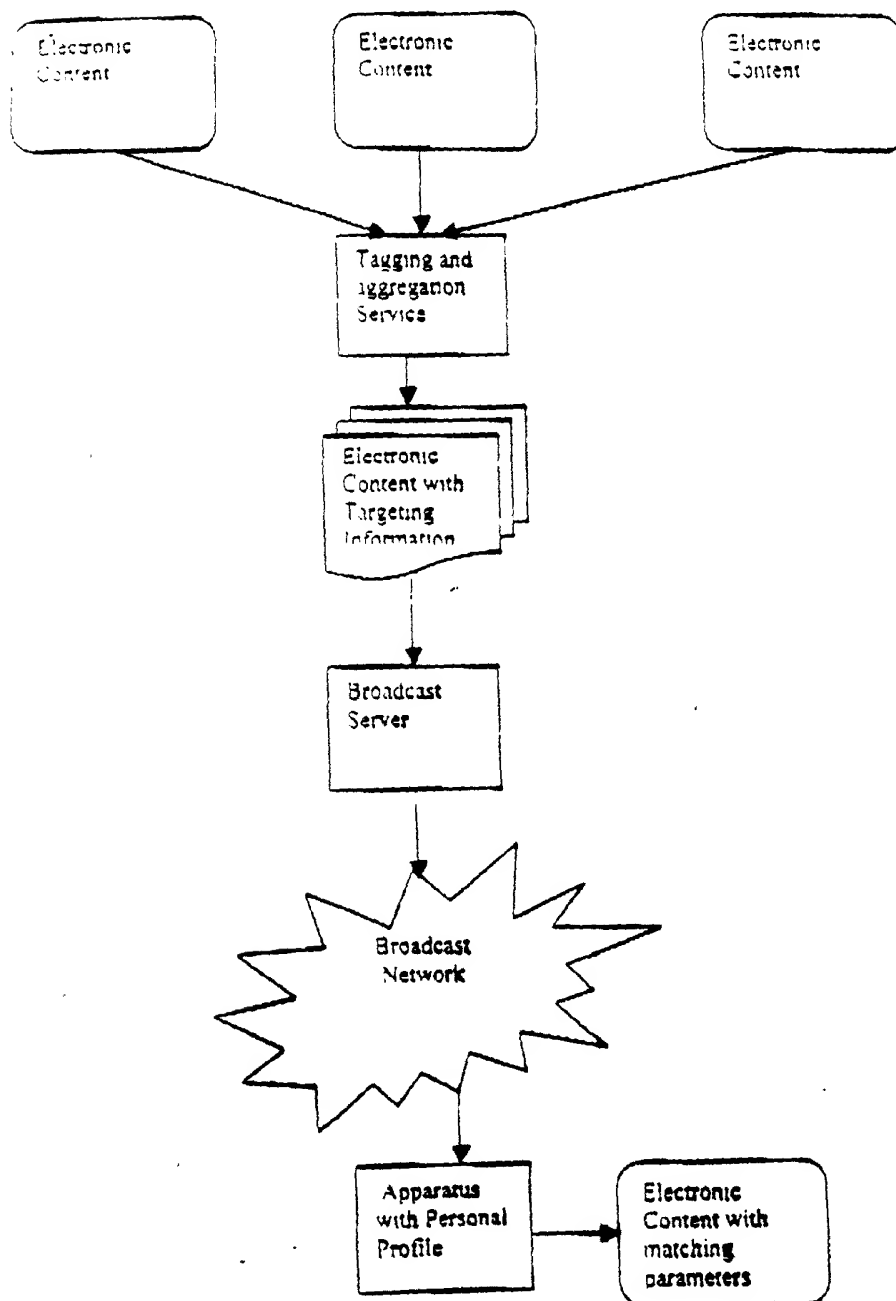 Electronic
Content
Electronic
Content
Electronic
Content
Tagging and
aggregation
Service
Electronic
Content with
Targeting
Information
Broadcast
Server
Broadcast
Network
Apparatus
with Personal
Profile
Electronic
Content with
matching
parameters